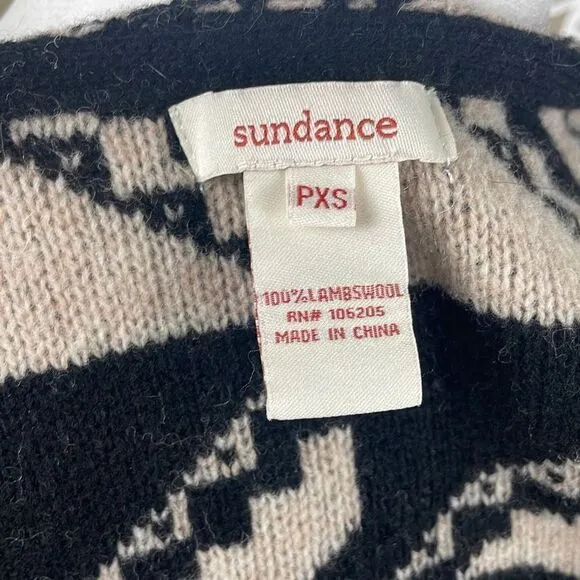 sundance
PXS
100% LAMBSWOOL
RN# 106205
MADE IN CHINA